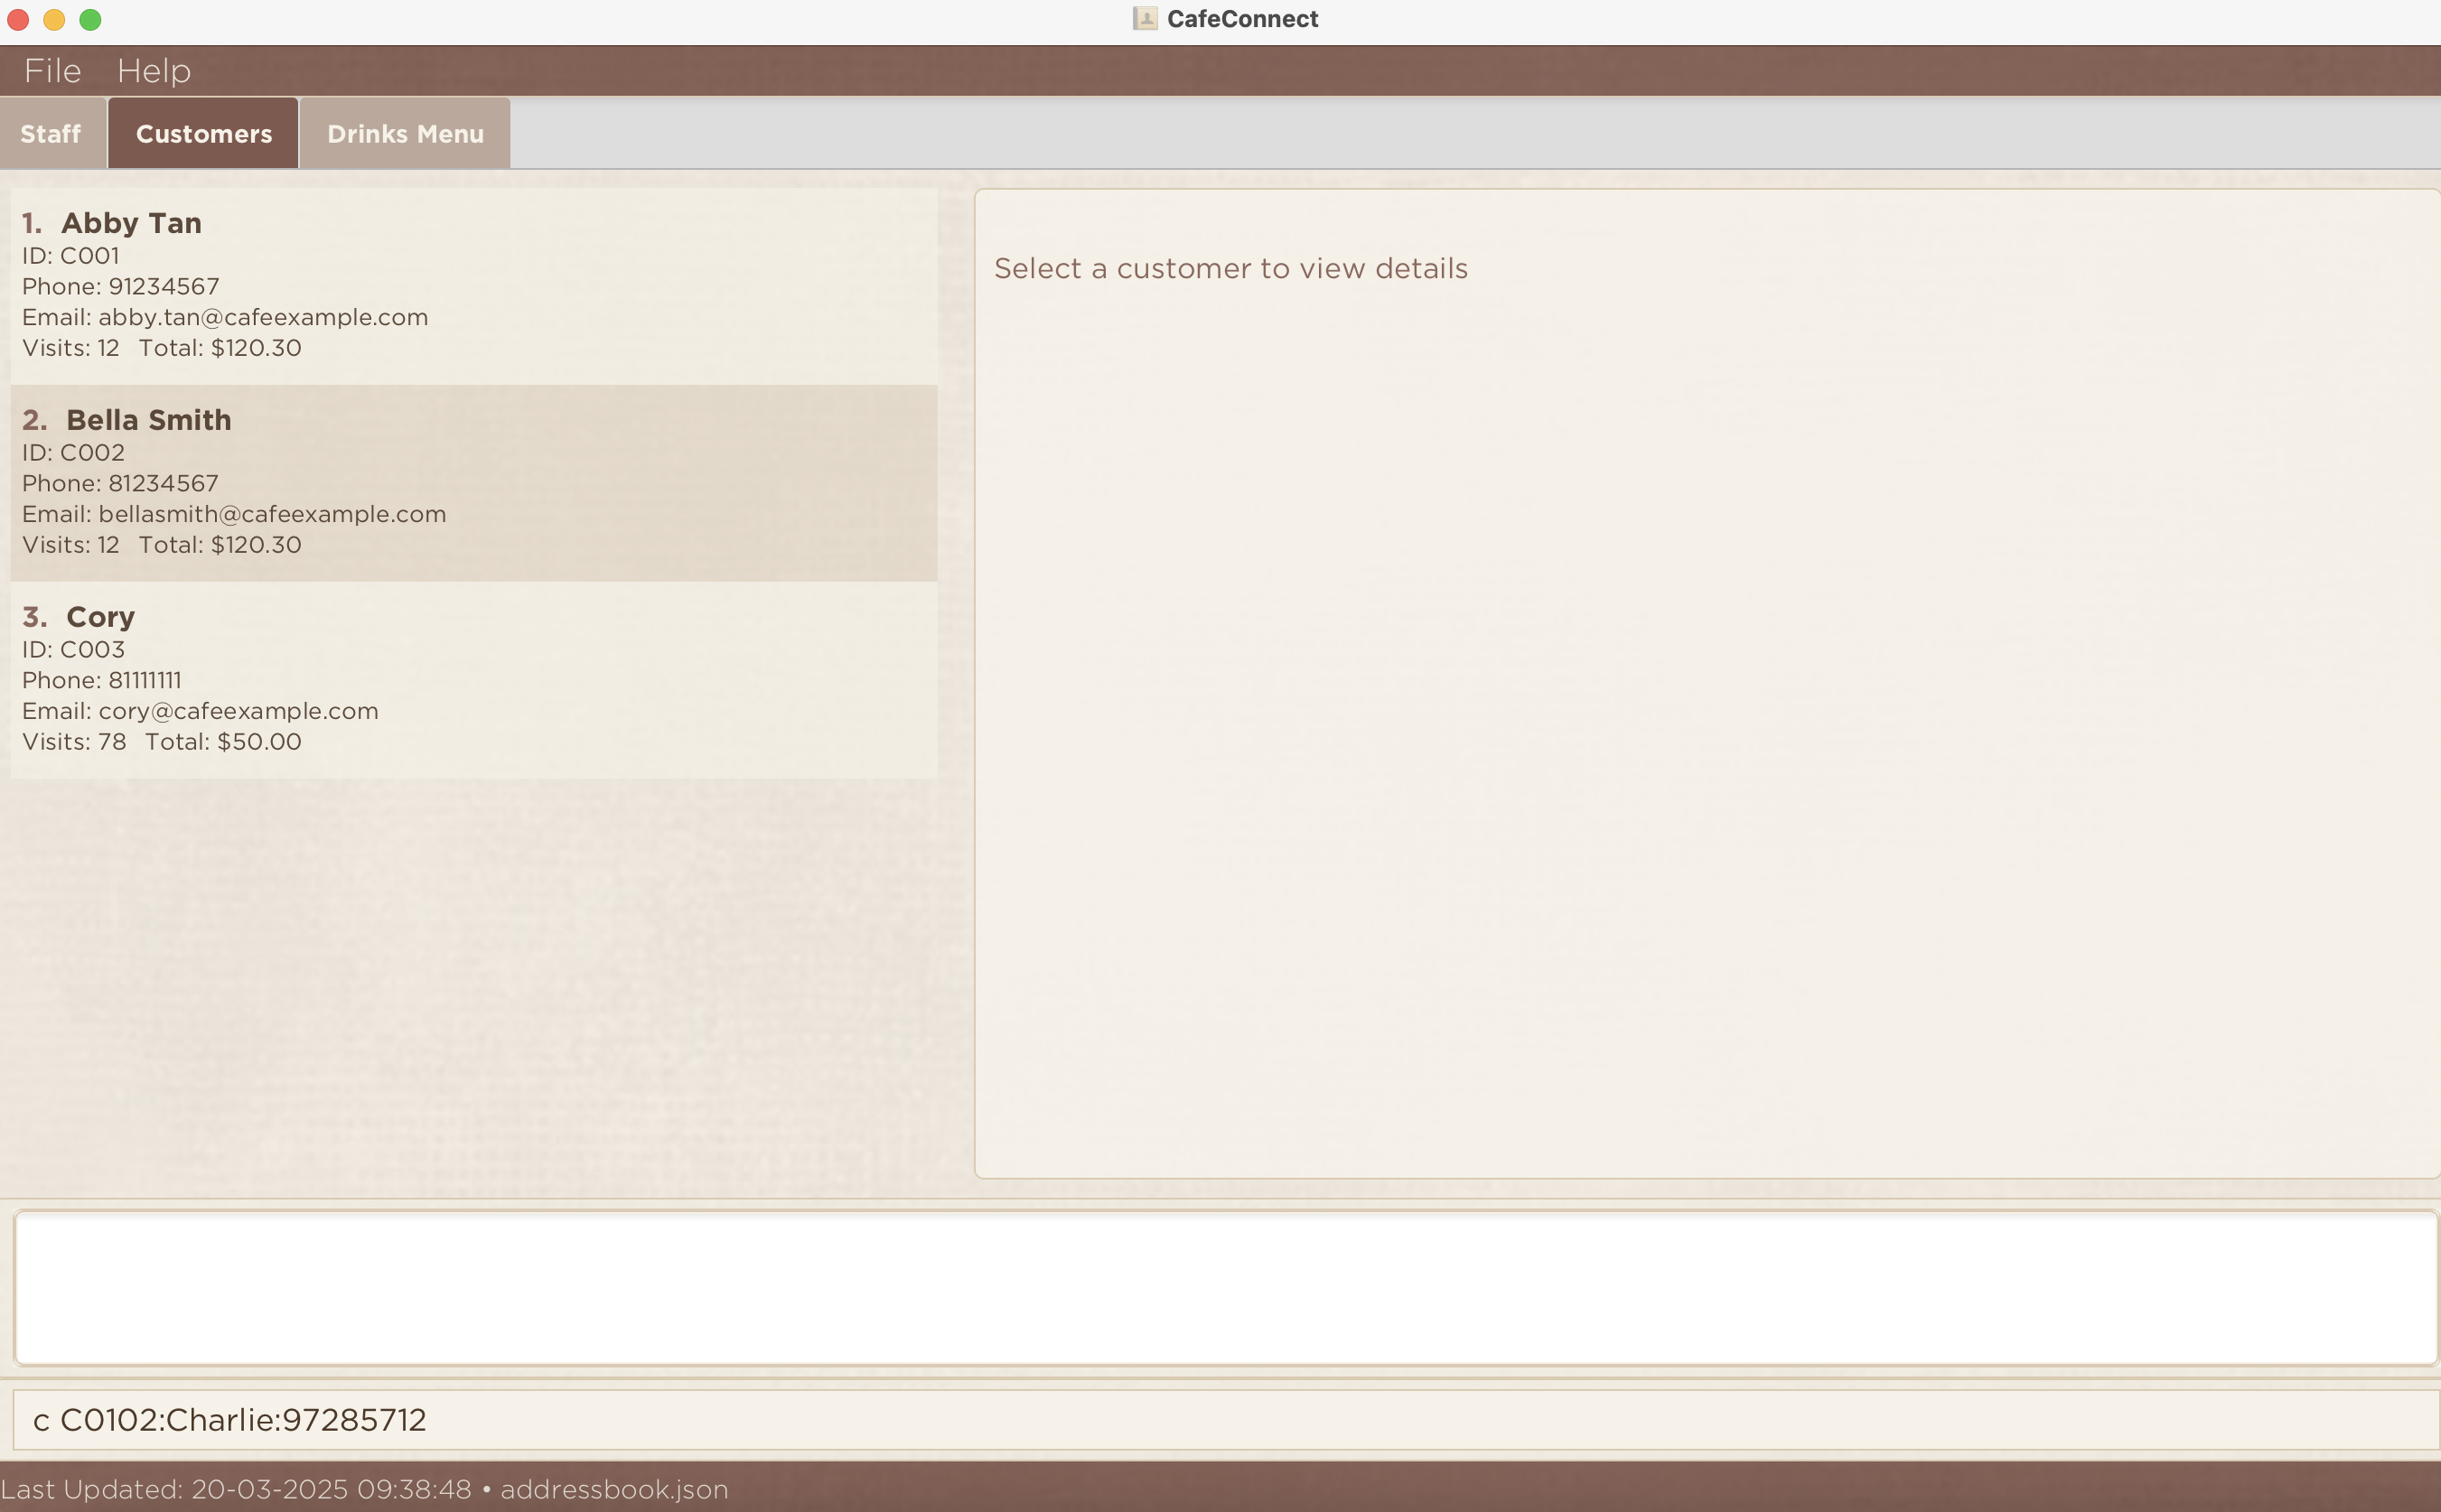 CafeConnect
File Help
Staff Customers Drinks Menu
1. Abby Tan
ID: C001
Phone: 91234567
Email: abby.tan@cafeexample.com
Visits: 12 Total: $120.30
2. Bella Smith
ID: C002
Phone: 81234567
Email: bellasmith@cafeexample.com
Visits: 12 Total: $120.30
3. Cory
ID: C003
Phone: 81111111
Email: cory@cafeexample.com
Visits: 78 Total: $50.00
Select a customer to view details
c C0102:Charlie:97285712
Last Updated: 20-03-2025 09:38:48 • addressbook.json